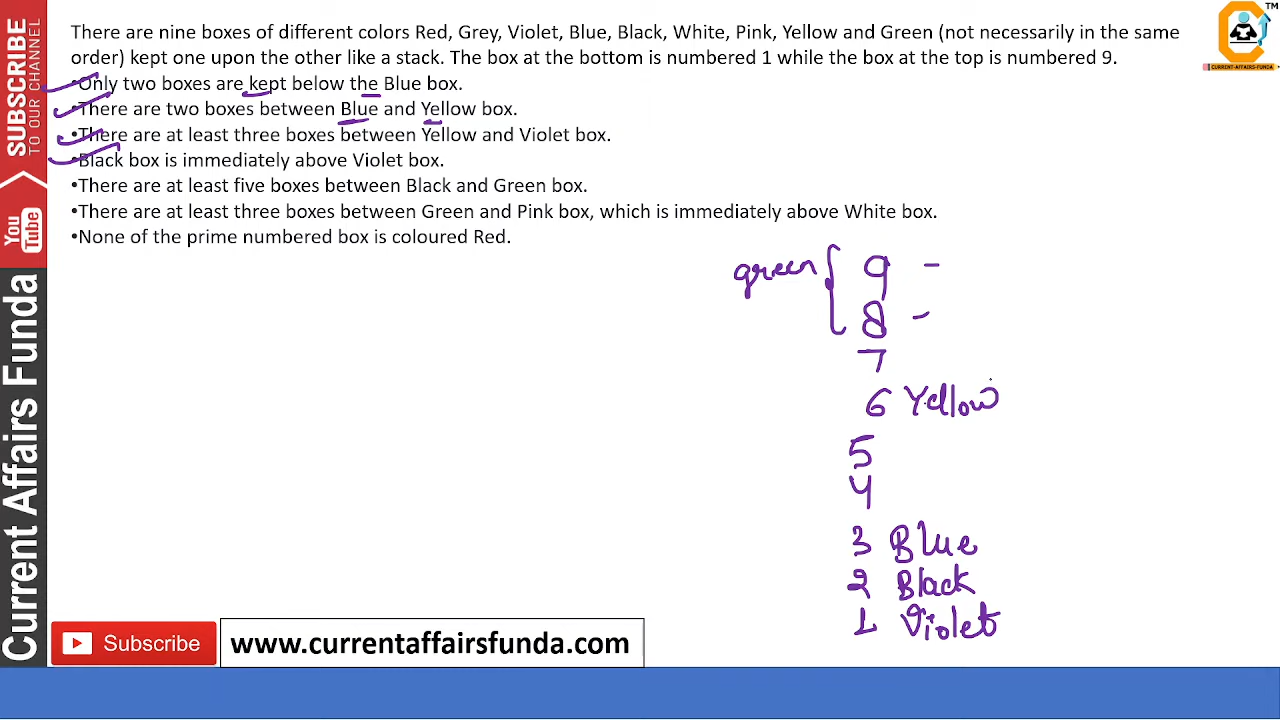 SUBSCRIBE
TO OUR CHANNEL
You
Tube
Current Affairs Funda
There are nine boxes of different colors Red, Grey, Violet, Blue, Black, White, Pink, Yellow and Green (not necessarily in the same
order) kept one upon the other like a stack. The box at the bottom is numbered 1 while the box at the top is numbered 9.
•Only two boxes are kept below the Blue box.
•There are two boxes between Blue and Yellow box.
•There are at least three boxes between Yellow and Violet box.
•Black box is immediately above Violet box.
•There are at least five boxes between Black and Green box.
•There are at least three boxes between Green and Pink box, which is immediately above White box.
•None of the prime numbered box is coloured Red.
TM
CURRENT-AFFAIRS-FUNDA
green { 9 -
8 -
7
6 Yellow
5
4
3 Blue
2 Black
1 Violet
Subscribe
www.currentaffairsfunda.com